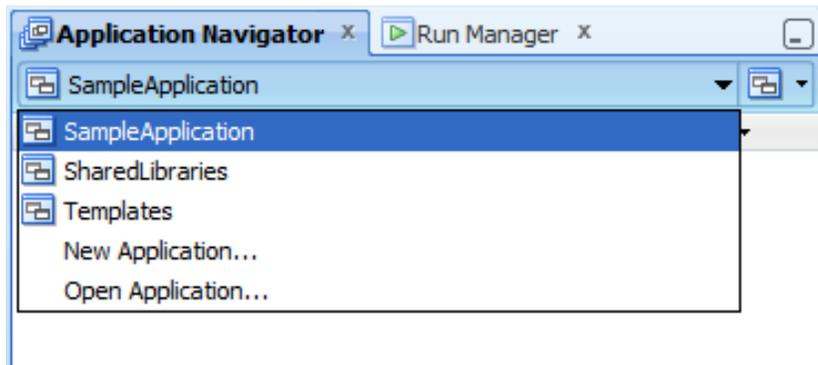 Application Navigator x Run Manager x
SampleApplication
SampleApplication
SharedLibraries
Templates
New Application...
Open Application...